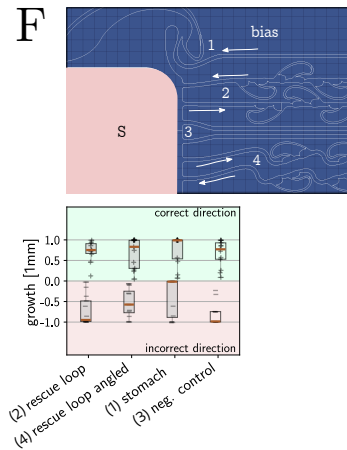 F
1
bias
2
S
3
4
correct direction
1.0
0.5
0.0
−0.5
−1.0
growth [1mm]
incorrect direction
(2) rescue loop
(4) rescue loop angled
(1) stomach
(3) neg. control